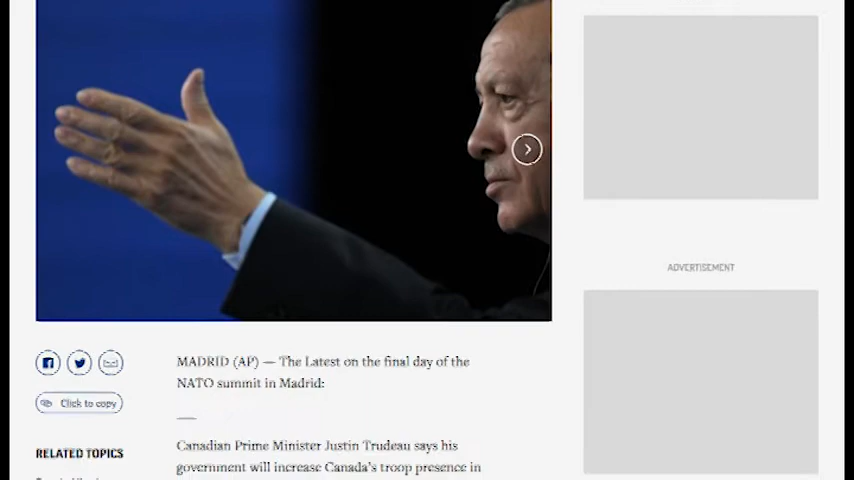 ADVERTISEMENT
MADRID (AP) — The Latest on the final day of the
NATO summit in Madrid:
Click to copy
Canadian Prime Minister Justin Trudeau says his
RELATED TOPICS
government will increase Canada's troop presence in